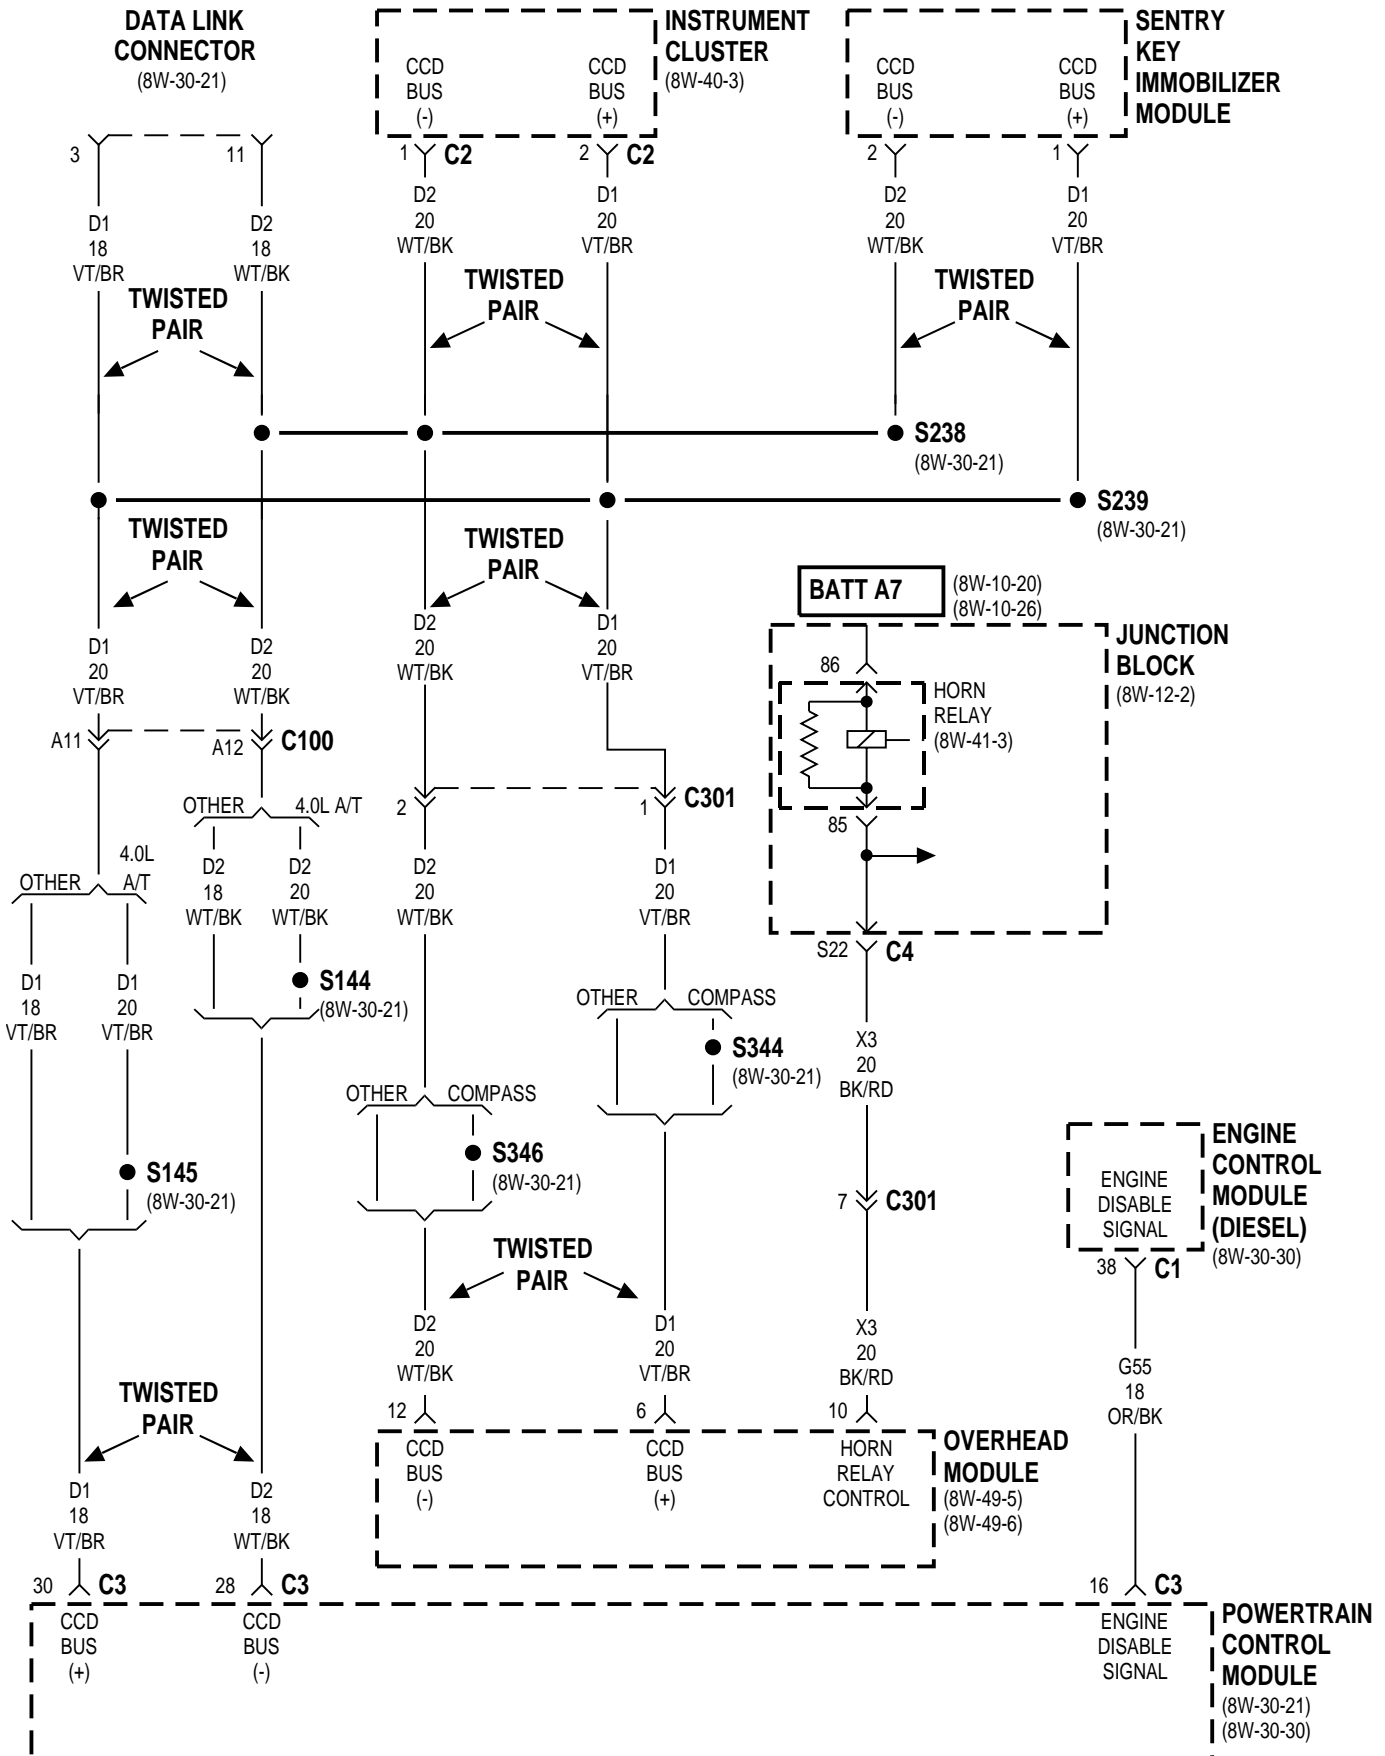 DATA LINK
CONNECTOR
(8W-30-21)
INSTRUMENT
CLUSTER
(8W-40-3)
SENTRY
KEY
IMMOBILIZER
MODULE
CCD
BUS
(-)
CCD
BUS
(+)
CCD
BUS
(-)
CCD
BUS
(+)
3
11
1
C2
2
C2
2
1
D1
18
VT/BR
D2
18
WT/BK
D2
20
WT/BK
D1
20
VT/BR
D2
20
WT/BK
D1
20
VT/BR
TWISTED
PAIR
TWISTED
PAIR
TWISTED
PAIR
S238
(8W-30-21)
S239
(8W-30-21)
TWISTED
PAIR
TWISTED
PAIR
BATT A7
(8W-10-20)
(8W-10-26)
D1
20
VT/BR
D2
20
WT/BK
D2
20
WT/BK
D1
20
VT/BR
JUNCTION
BLOCK
(8W-12-2)
86
HORN
RELAY
(8W-41-3)
85
A11
A12
C100
2
1
C301
OTHER
4.0L A/T
D2
18
WT/BK
D2
20
WT/BK
4.0L
A/T
OTHER
D2
20
WT/BK
D1
20
VT/BR
S22
C4
D1
18
VT/BR
D1
20
VT/BR
S144
(8W-30-21)
OTHER
COMPASS
S344
(8W-30-21)
X3
20
BK/RD
OTHER
COMPASS
S346
(8W-30-21)
S145
(8W-30-21)
7
C301
ENGINE
DISABLE
SIGNAL
ENGINE
CONTROL
MODULE
(DIESEL)
(8W-30-30)
38
C1
TWISTED
PAIR
D2
20
WT/BK
D1
20
VT/BR
X3
20
BK/RD
G55
18
OR/BK
TWISTED
PAIR
12
6
10
CCD
BUS
(-)
CCD
BUS
(+)
HORN
RELAY
CONTROL
OVERHEAD
MODULE
(8W-49-5)
(8W-49-6)
D1
18
VT/BR
D2
18
WT/BK
30
C3
28
C3
16
C3
CCD
BUS
(+)
CCD
BUS
(-)
ENGINE
DISABLE
SIGNAL
POWERTRAIN
CONTROL
MODULE
(8W-30-21)
(8W-30-30)